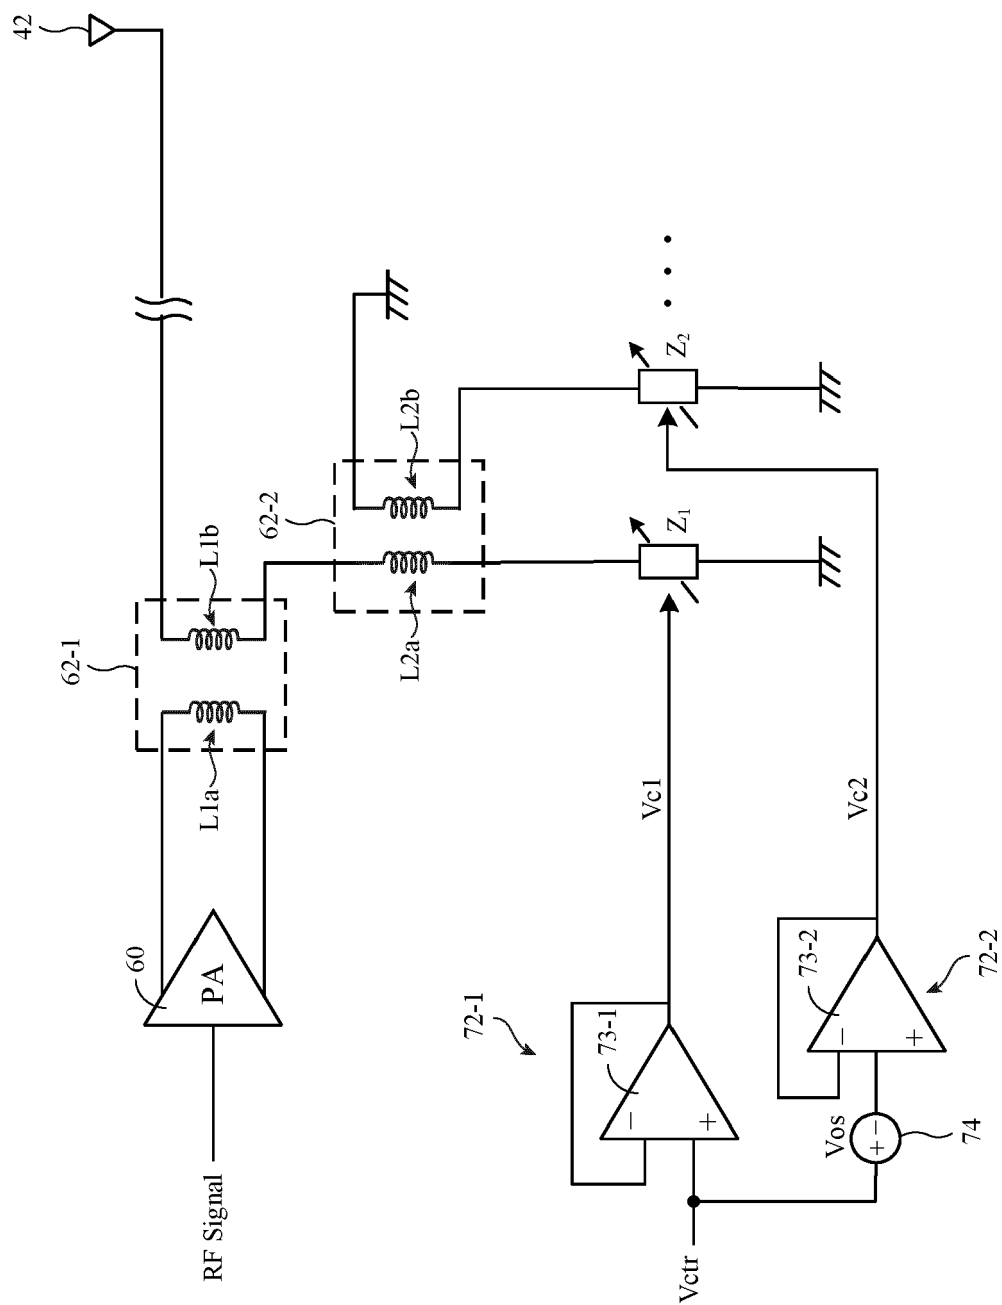 42
62-1
L1b
L1a
60
PA
RF Signal
62-2
L2b
L2a
Z2
Z1
Vc1
Vc2
72-1
73-1
−
+
73-2
−
+
72-2
Vos
+ −
74
Vctr